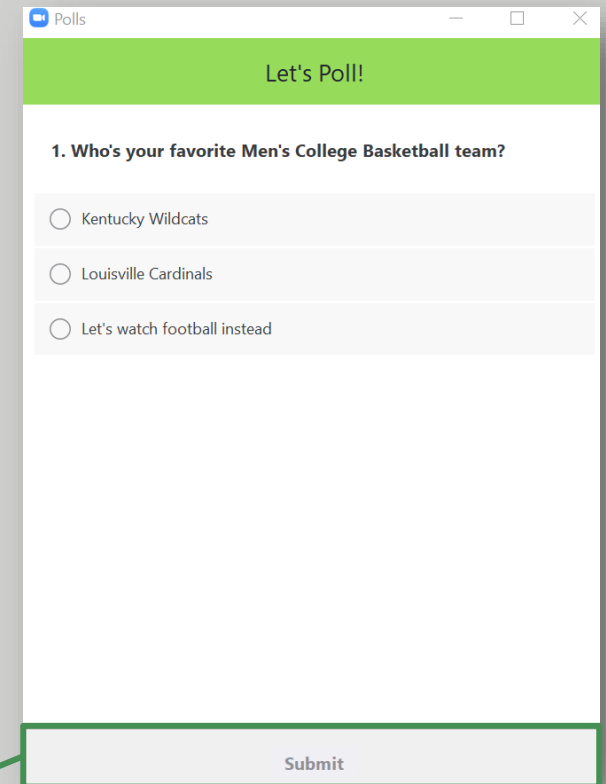 Polls
Let's Poll!
1. Who's your favorite Men's College Basketball team?
Kentucky Wildcats
Louisville Cardinals
Let's watch football instead
Submit